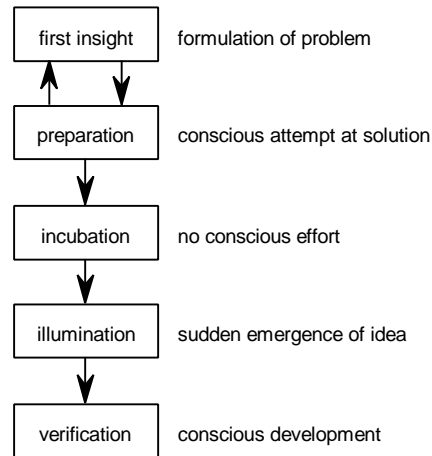 first insight formulation of problem
preparation conscious attempt at solution
incubation no conscious effort
illumination sudden emergence of idea
verification conscious development